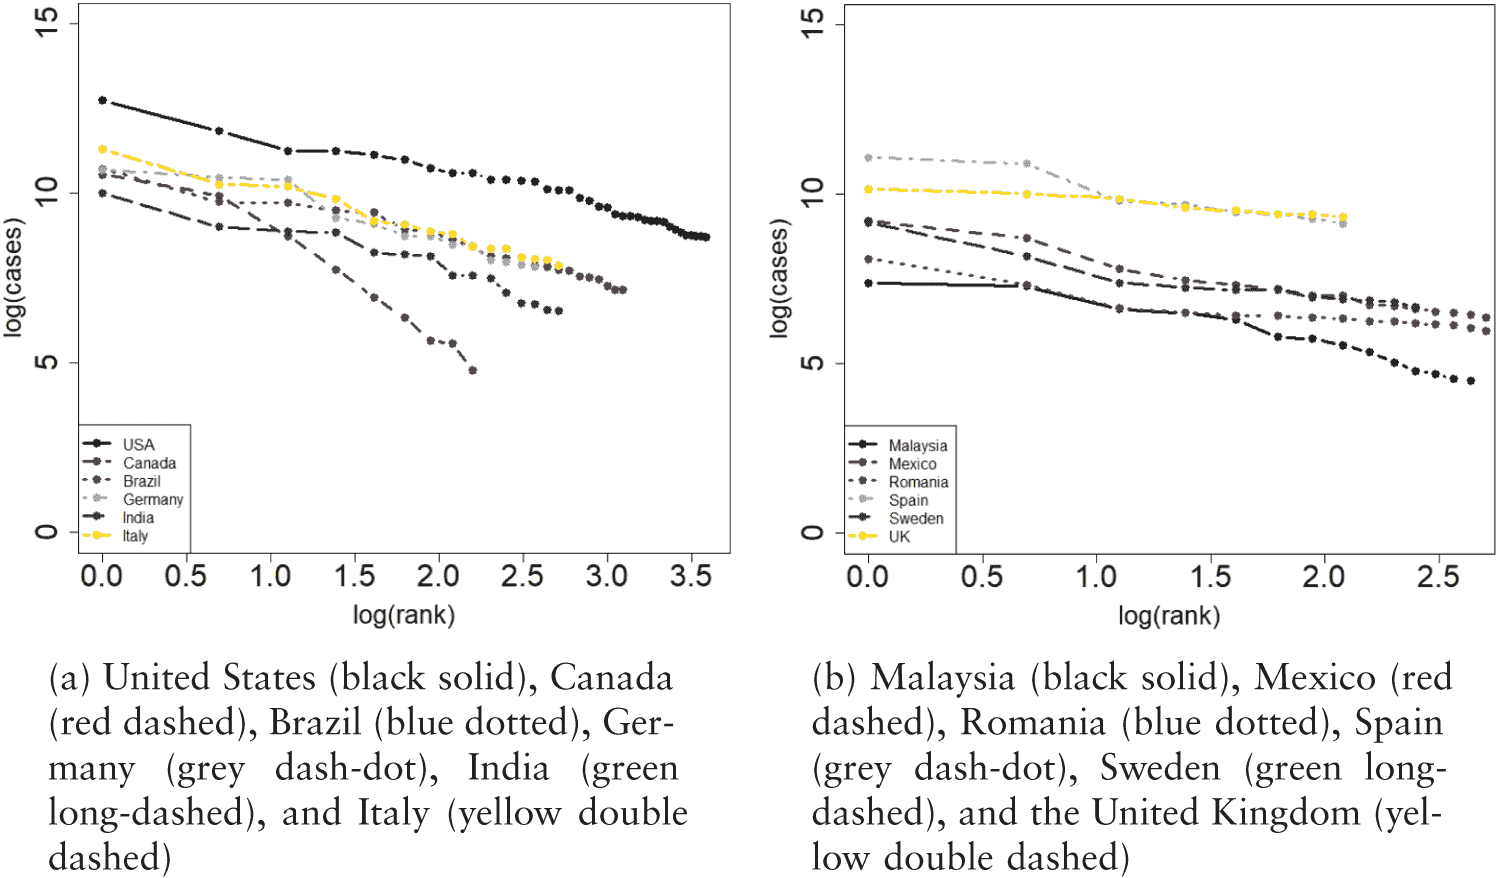 15
10
5
0
log(cases)
USA
Canada
Brazil
Germany
India
Italy
0.0 0.5 1.0 1.5 2.0 2.5 3.0 3.5
log(rank)
(a) United States (black solid), Canada
(red dashed), Brazil (blue dotted), Ger-
many (grey dash-dot), India (green
long-dashed), and Italy (yellow double
dashed)
15
10
5
0
log(cases)
Malaysia
Mexico
Romania
Spain
Sweden
UK
0.0 0.5 1.0 1.5 2.0 2.5
log(rank)
(b) Malaysia (black solid), Mexico (red
dashed), Romania (blue dotted), Spain
(grey dash-dot), Sweden (green long-
dashed), and the United Kingdom (yel-
low double dashed)